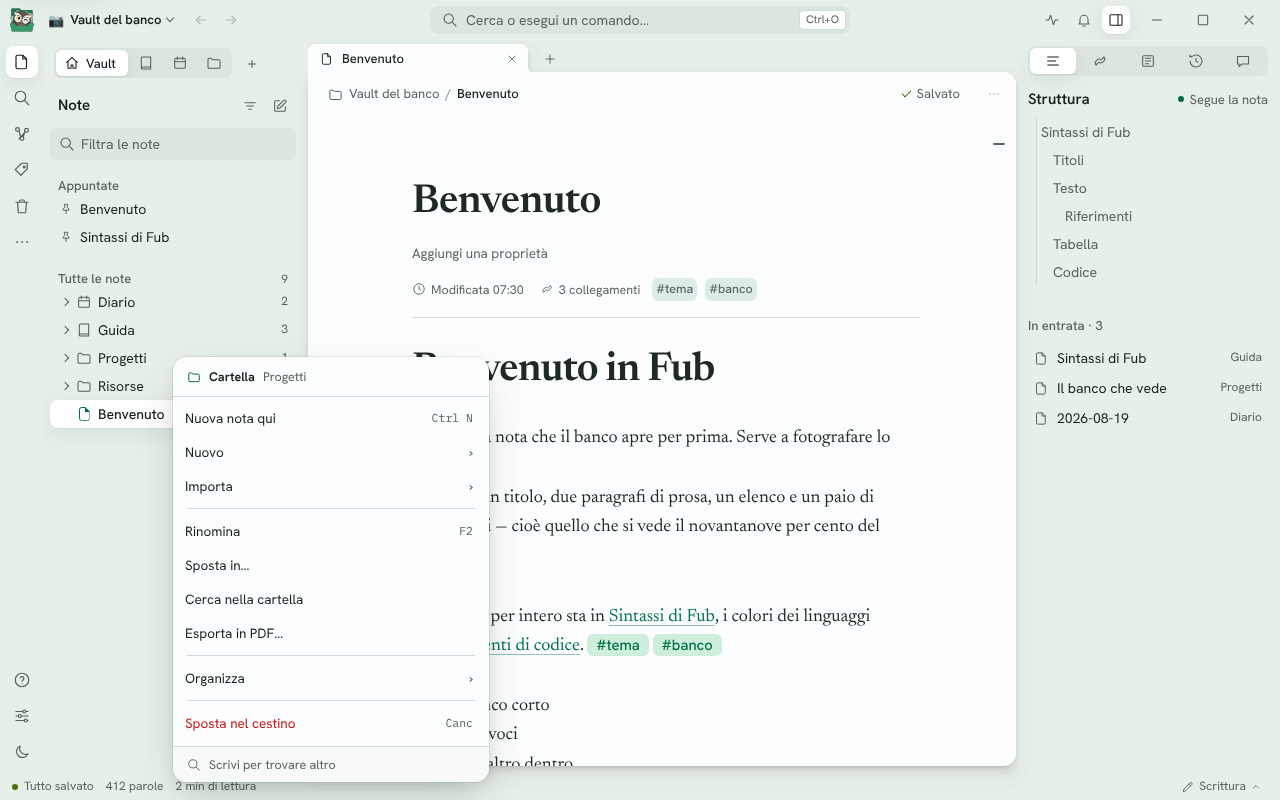 Vault del banco
Cerca o esegui un comando...
Ctrl+O
Vault
Note
Filtra le note
Appuntate
Benvenuto
Sintassi di Fub
Tutte le note 9
Diario 2
Guida 3
Progetti
Risorse
Benvenuto
Cartella Progetti
Nuova nota qui Ctrl N
Nuovo
Importa
Rinomina F2
Sposta in...
Cerca nella cartella
Esporta in PDF...
Organizza
Sposta nel cestino Canc
Scrivi per trovare altro
Benvenuto
Vault del banco / Benvenuto
Salvato
Benvenuto
Aggiungi una proprietà
Modificata 07:30 3 collegamenti #tema #banco
venuto in Fub
nota che il banco apre per prima. Serve a fotografare lo
n titolo, due paragrafi di prosa, un elenco e un paio di
i – cioè quello che si vede il novantanove per cento del
per intero sta in Sintassi di Fub, i colori dei linguaggi
enti di codice. #tema #banco
co corto
voci
altro dentro
Struttura
Segue la nota
Sintassi di Fub
Titoli
Testo
Riferimenti
Tabella
Codice
In entrata · 3
Sintassi di Fub Guida
Il banco che vede Progetti
2026-08-19 Diario
Tutto salvato 412 parole 2 min di lettura
Scrittura